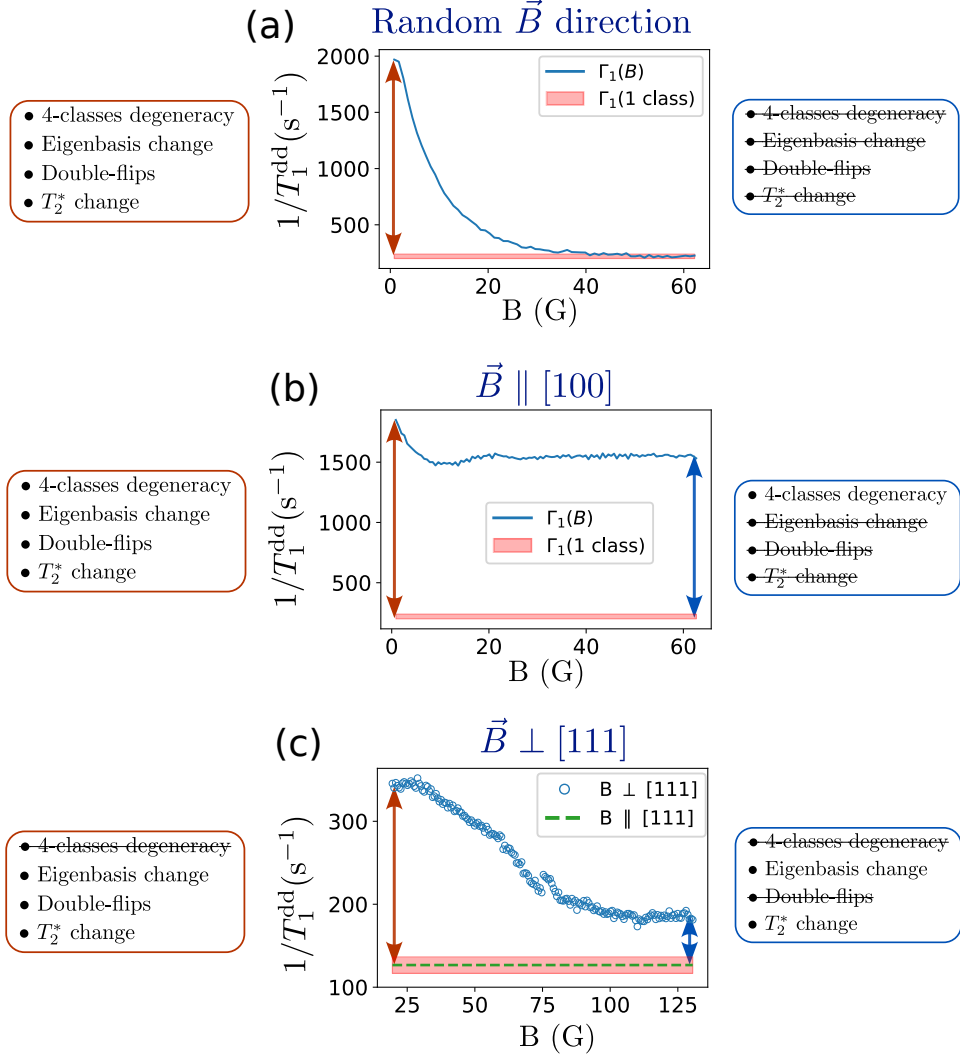 (a) Random $\vec{B}$ direction
2000
1500
1000
500
1/T₁ᵈᵈ(s⁻¹)
Γ₁(B)
Γ₁(1 class)
0 20 40 60
B (G)
● 4-classes degeneracy
● Eigenbasis change
● Double-flips
● T₂* change
● 4-classes degeneracy
● Eigenbasis change
● Double-flips
● T₂* change
(b) $\vec{B}$ ∥ [100]
1500
1000
500
1/T₁ᵈᵈ(s⁻¹)
Γ₁(B)
Γ₁(1 class)
0 20 40 60
B (G)
● 4-classes degeneracy
● Eigenbasis change
● Double-flips
● T₂* change
● 4-classes degeneracy
● Eigenbasis change
● Double-flips
● T₂* change
(c) $\vec{B}$ ⊥ [111]
300
200
100
1/T₁ᵈᵈ(s⁻¹)
B ⊥ [111]
B ∥ [111]
25 50 75 100 125
B (G)
● 4-classes degeneracy
● Eigenbasis change
● Double-flips
● T₂* change
● 4-classes degeneracy
● Eigenbasis change
● Double-flips
● T₂* change